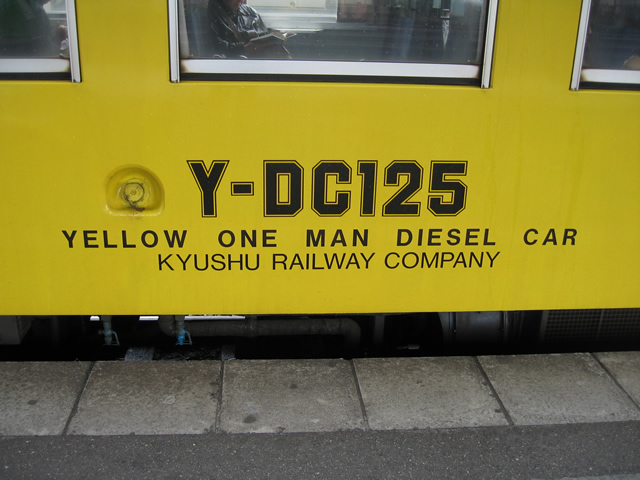 Y-DC125
YELLOW ONE MAN DIESEL CAR
KYUSHU RAILWAY COMPANY